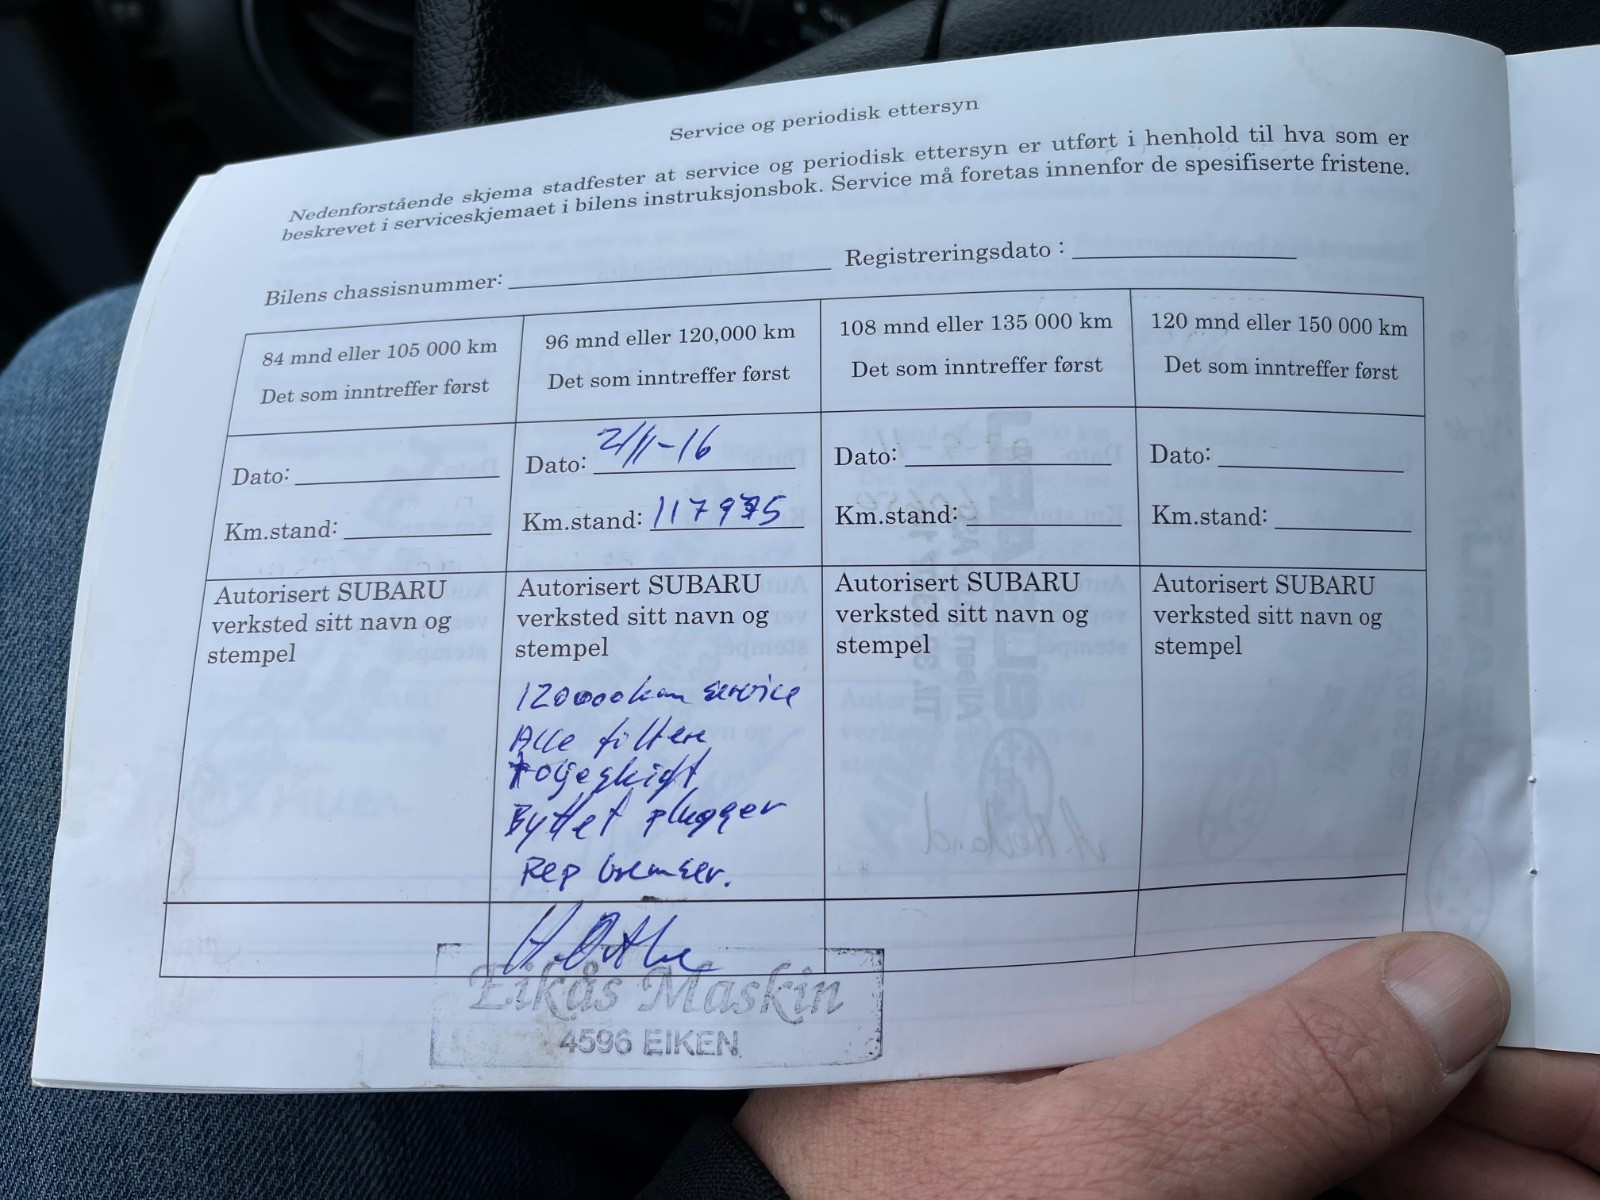 Service og periodisk ettersyn
Nedenforstående skjema stadfester at service og periodisk ettersyn er utført i henhold til hva som er
beskrevet i serviceskjemaet i bilens instruksjonsbok. Service må foretas innenfor de spesifiserte fristene.
Bilens chassisnummer: Registreringsdato :
84 mnd eller 105 000 km
Det som inntreffer først
Dato:
Km.stand:
Autorisert SUBARU
verksted sitt navn og
stempel
96 mnd eller 120,000 km
Det som inntreffer først
Dato: 2/11-16
Km.stand:
Autorisert SUBARU
verksted sitt navn og
stempel
120000km service
Alle filtere
+ oljeskift
Byttet plugger
Rep bremser.
Eikås Maskin
4596 EIKEN
108 mnd eller 135 000 km
Det som inntreffer først
Dato:
Km.stand:
Autorisert SUBARU
verksted sitt navn og
stempel
120 mnd eller 150 000 km
Det som inntreffer først
Dato:
Km.stand:
Autorisert SUBARU
verksted sitt navn og
stempel